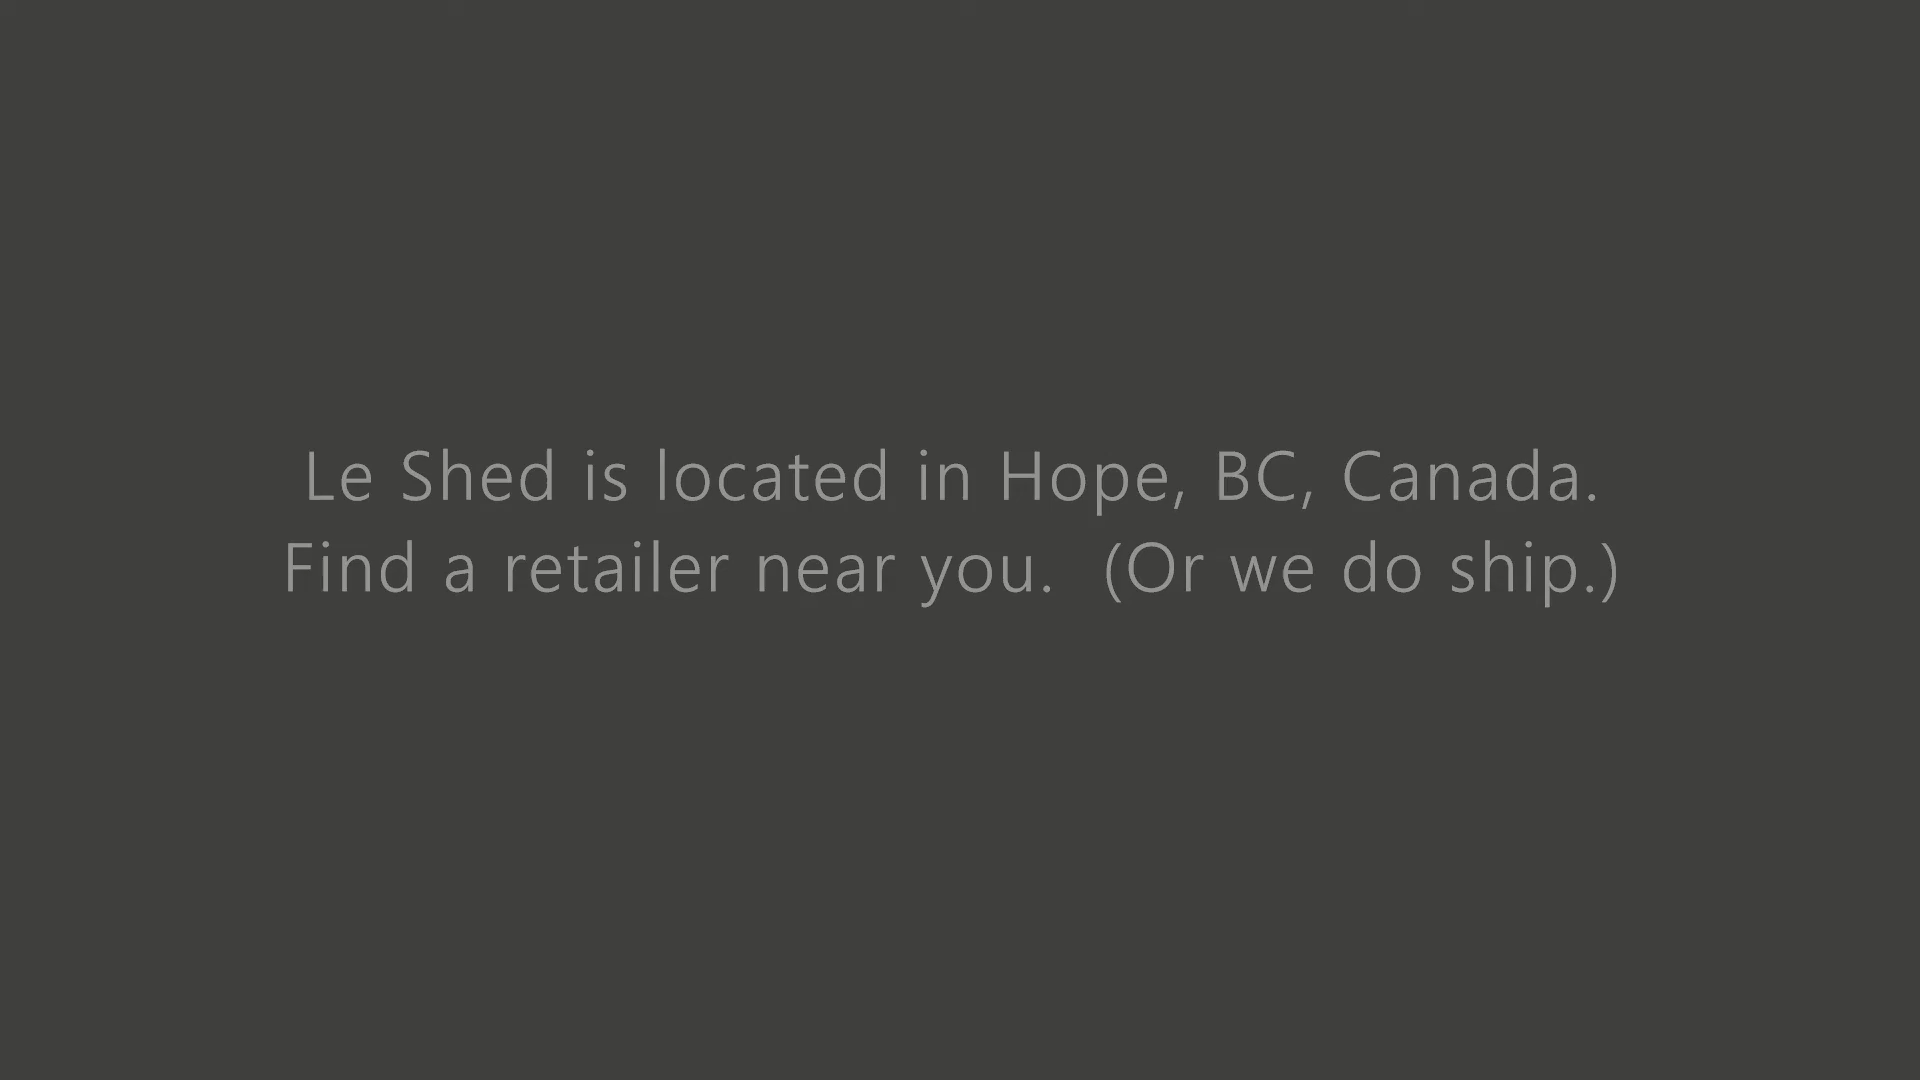 Le Shed is located in Hope, BC, Canada.
Find a retailer near you.  (Or we do ship.)